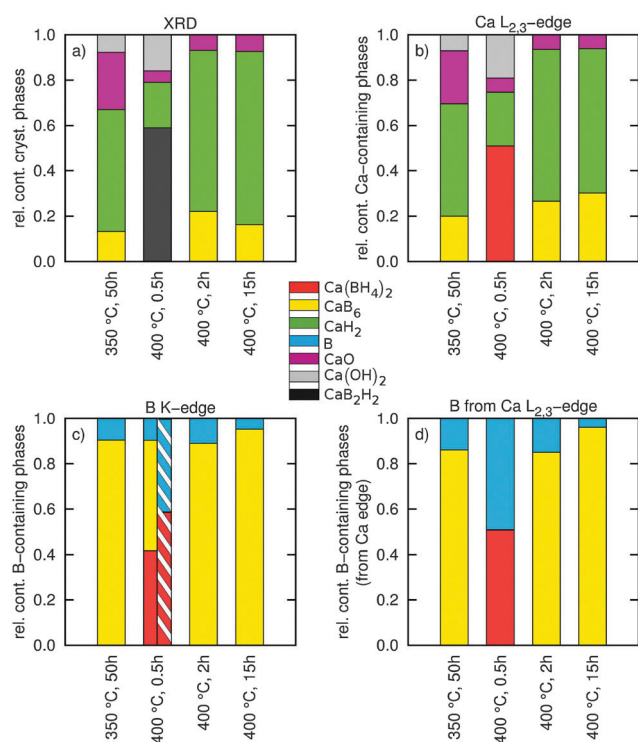 XRD
a)
rel. cont. cryst. phases
1.0
0.8
0.6
0.4
0.2
0.0
350 °C, 50h
400 °C, 0.5h
400 °C, 2h
400 °C, 15h
Ca L2,3−edge
b)
rel. cont. Ca−containing phases
1.0
0.8
0.6
0.4
0.2
0.0
350 °C, 50h
400 °C, 0.5h
400 °C, 2h
400 °C, 15h
Ca(BH4)2
CaB6
CaH2
B
CaO
Ca(OH)2
CaB2H2
B K−edge
c)
rel. cont. B−containing phases
1.0
0.8
0.6
0.4
0.2
0.0
350 °C, 50h
400 °C, 0.5h
400 °C, 2h
400 °C, 15h
B from Ca L2,3−edge
d)
rel. cont. B−containing phases
(from Ca edge)
1.0
0.8
0.6
0.4
0.2
0.0
350 °C, 50h
400 °C, 0.5h
400 °C, 2h
400 °C, 15h